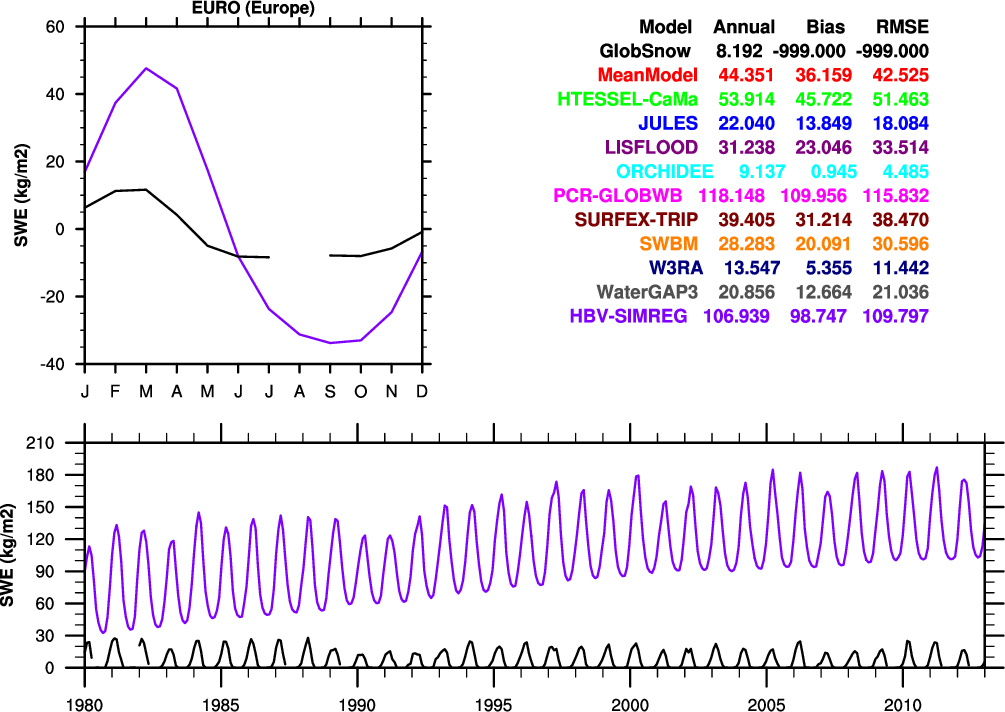 EURO (Europe)
60
40
20
0
-20
-40
SWE (kg/m2)
J F M A M J J A S O N D
Model Annual Bias RMSE
GlobSnow 8.192 -999.000 -999.000
MeanModel 44.351 36.159 42.525
HTESSEL-CaMa 53.914 45.722 51.463
JULES 22.040 13.849 18.084
LISFLOOD 31.238 23.046 33.514
ORCHIDEE 9.137 0.945 4.485
PCR-GLOBWB 118.148 109.956 115.832
SURFEX-TRIP 39.405 31.214 38.470
SWBM 28.283 20.091 30.596
W3RA 13.547 5.355 11.442
WaterGAP3 20.856 12.664 21.036
HBV-SIMREG 106.939 98.747 109.797
210
180
150
120
90
60
30
0
SWE (kg/m2)
1980 1985 1990 1995 2000 2005 2010